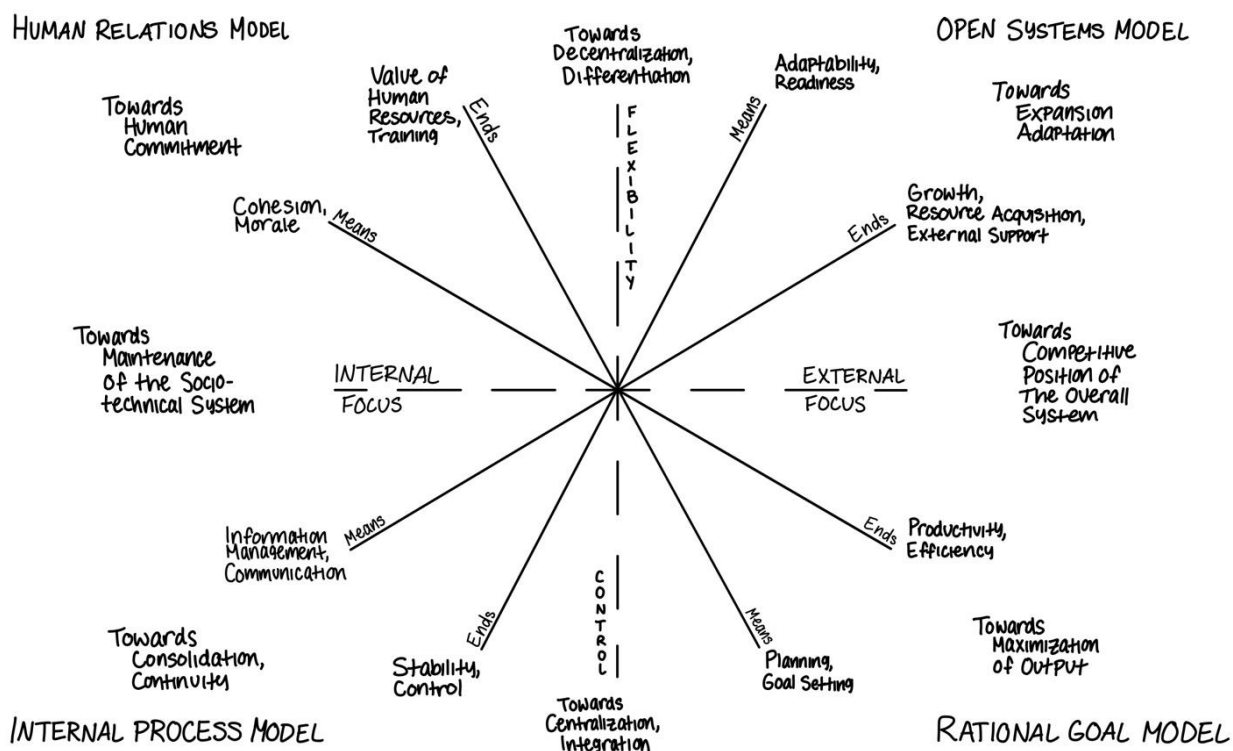 HUMAN RELATIONS MODEL
Towards
Decentralization,
Differentiation
OPEN SYSTEMS MODEL
Towards
Human
Commitment
Value of
Human
Resources,
Training
Ends
FLEXIBILITY
Means
Adaptability,
Readiness
Towards
Expansion
Adaptation
Cohesion,
Morale
Means
Ends
Growth,
Resource Acquisition,
External Support
Towards
Maintenance
of the Socio-
technical System
INTERNAL
FOCUS
EXTERNAL
FOCUS
Towards
Competitive
Position of
The Overall
System
Information
Management,
Communication
Means
Ends
Productivity,
Efficiency
Towards
Consolidation,
Continuity
Stability,
Control
Ends
CONTROL
Means
Planning,
Goal Setting
Towards
Maximization
of Output
INTERNAL PROCESS MODEL
Towards
Centralization,
Integration
RATIONAL GOAL MODEL